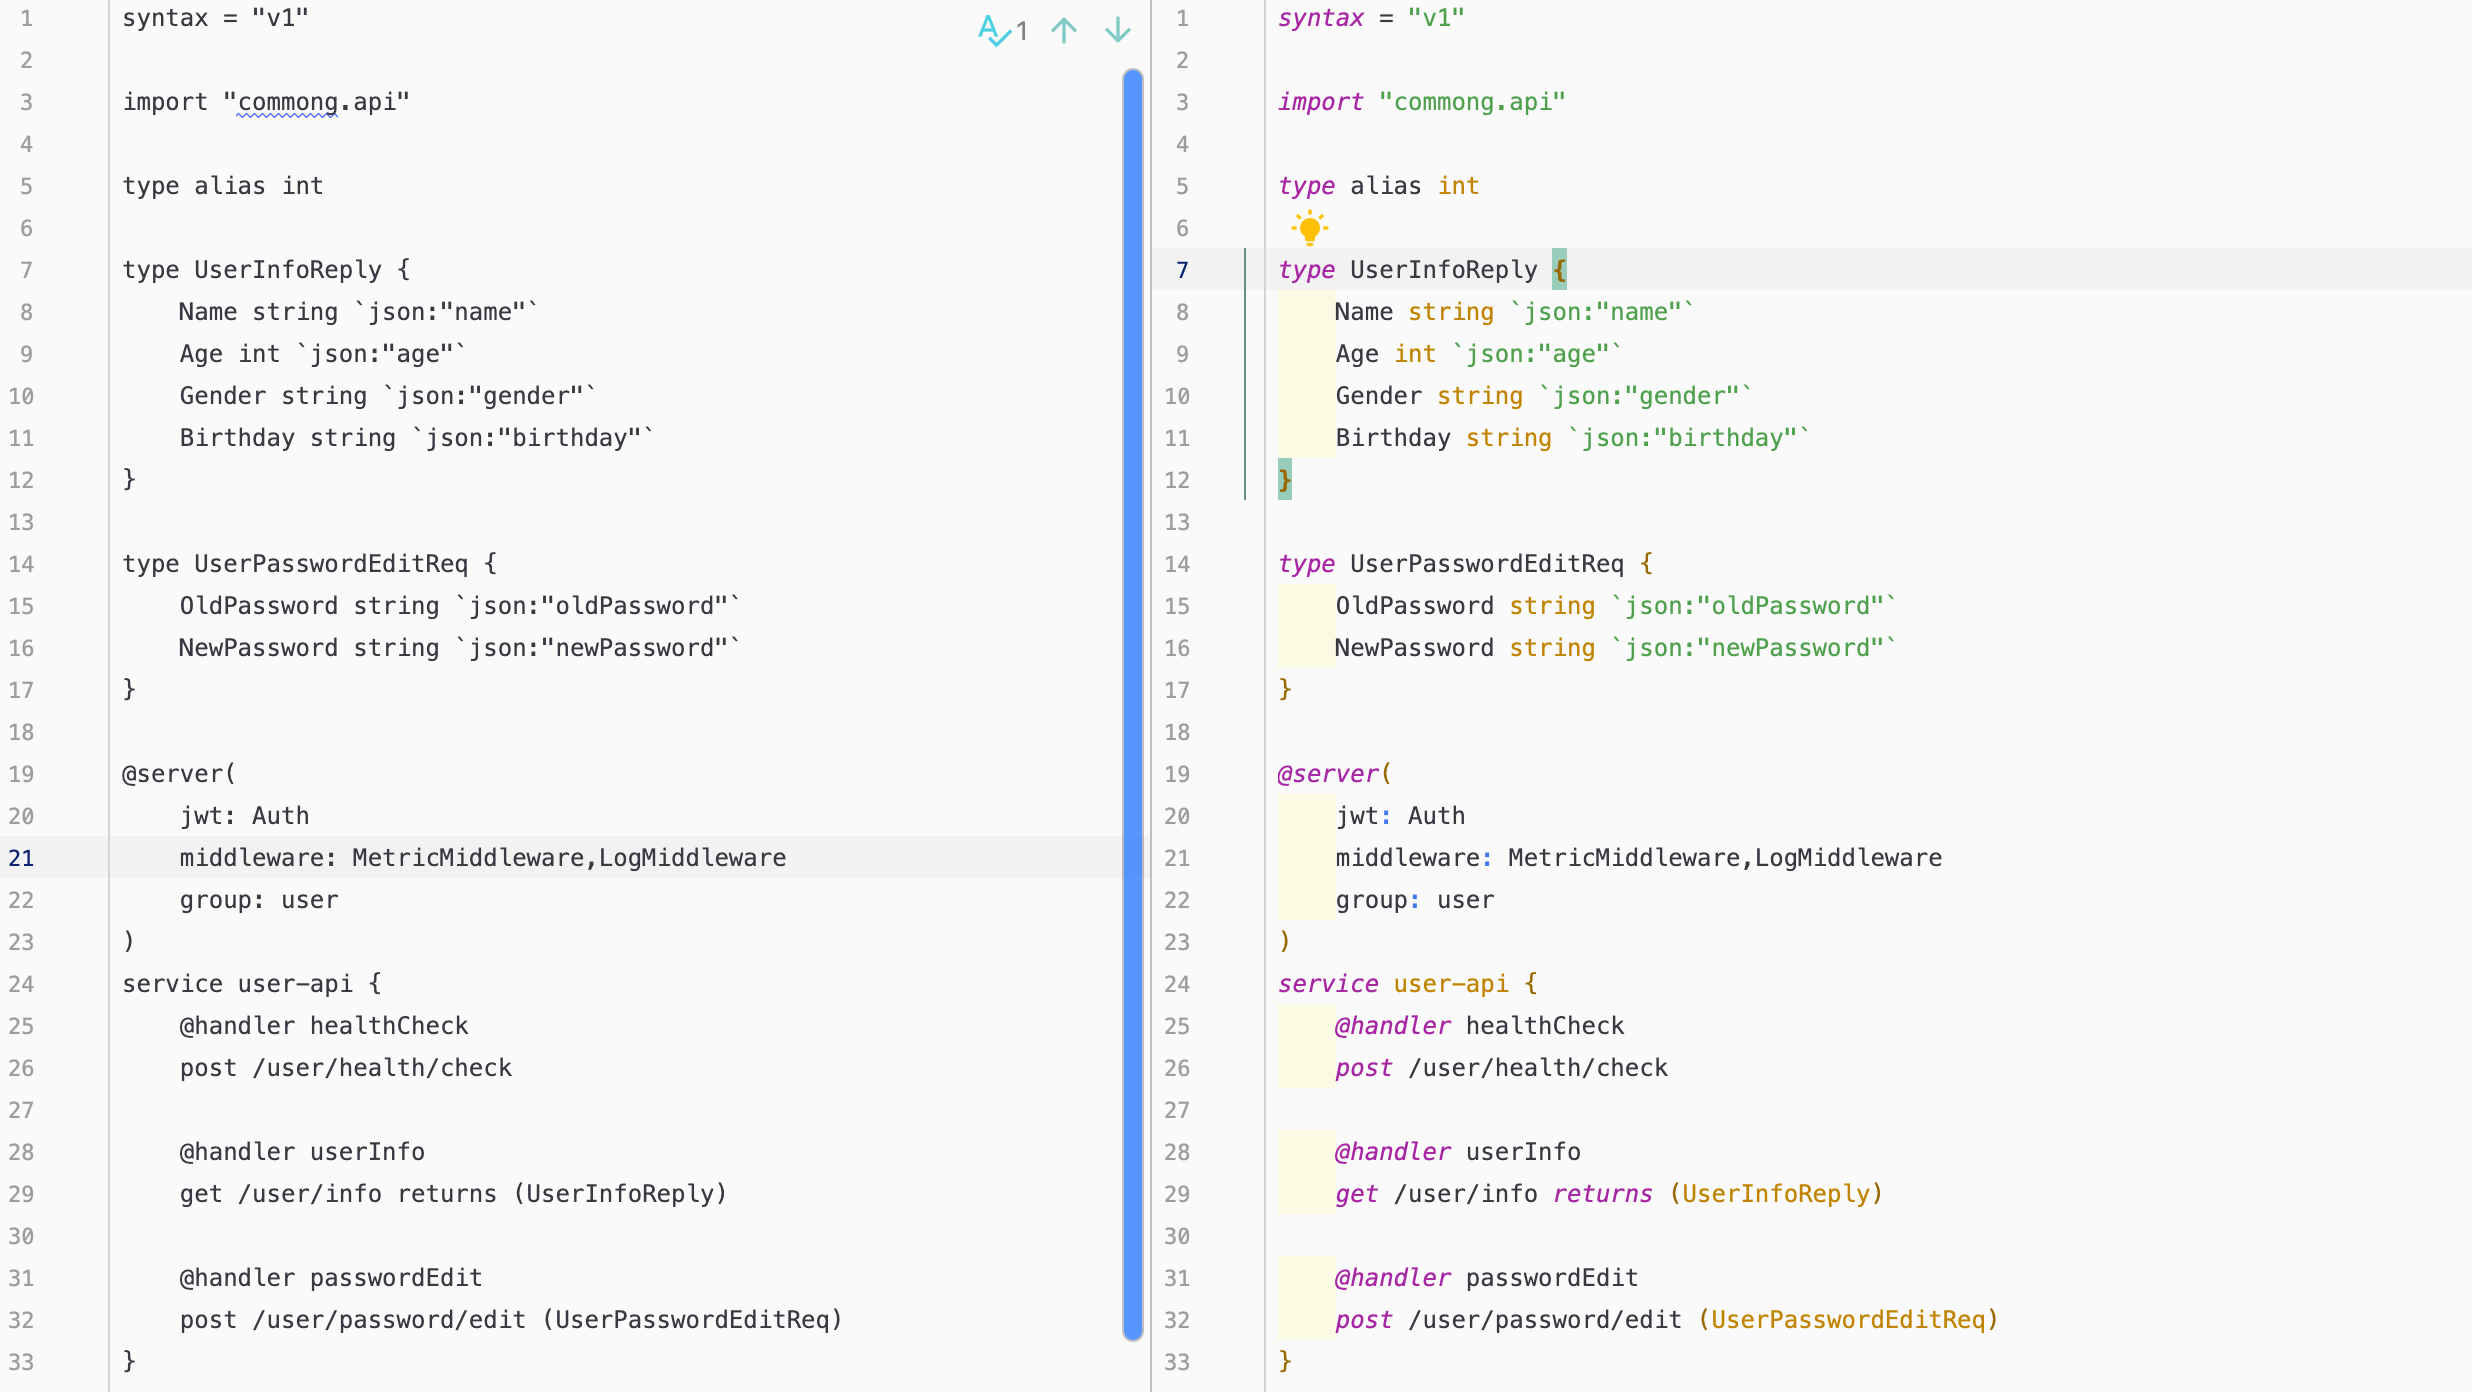 1 syntax = "v1"
2
3 import "commong.api"
4
5 type alias int
6
7 type UserInfoReply {
8     Name string `json:"name"`
9     Age int `json:"age"`
10     Gender string `json:"gender"`
11     Birthday string `json:"birthday"`
12 }
13
14 type UserPasswordEditReq {
15     OldPassword string `json:"oldPassword"`
16     NewPassword string `json:"newPassword"`
17 }
18
19 @server(
20     jwt: Auth
21     middleware: MetricMiddleware,LogMiddleware
22     group: user
23 )
24 service user-api {
25     @handler healthCheck
26     post /user/health/check
27
28     @handler userInfo
29     get /user/info returns (UserInfoReply)
30
31     @handler passwordEdit
32     post /user/password/edit (UserPasswordEditReq)
33 }
1
1 syntax = "v1"
2
3 import "commong.api"
4
5 type alias int
6
7 type UserInfoReply {
8     Name string `json:"name"`
9     Age int `json:"age"`
10     Gender string `json:"gender"`
11     Birthday string `json:"birthday"`
12 }
13
14 type UserPasswordEditReq {
15     OldPassword string `json:"oldPassword"`
16     NewPassword string `json:"newPassword"`
17 }
18
19 @server(
20     jwt: Auth
21     middleware: MetricMiddleware,LogMiddleware
22     group: user
23 )
24 service user-api {
25     @handler healthCheck
26     post /user/health/check
27
28     @handler userInfo
29     get /user/info returns (UserInfoReply)
30
31     @handler passwordEdit
32     post /user/password/edit (UserPasswordEditReq)
33 }